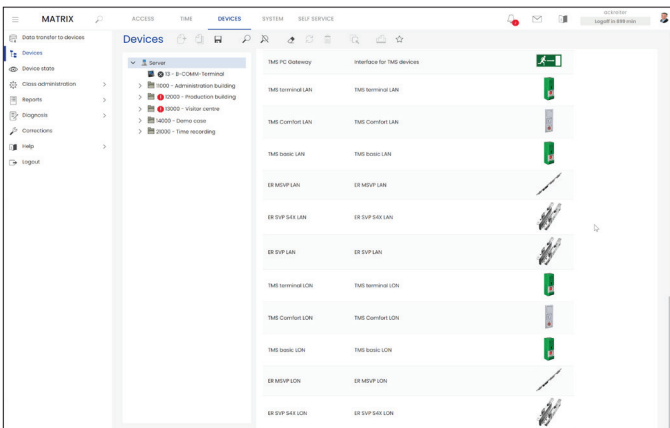 MATRIX
ACCESS TIME DEVICES SYSTEM SELF SERVICE
Logoff in 899 min
Data transfer to devices
Devices
Device state
Class administration
Reports
Diagnosis
Corrections
Help
Logout
Devices
Server
13 - B-COMM-Terminal
11000 - Administration building
12000 - Production building
13000 - Visitor centre
14000 - Demo case
21000 - Time recording
TMS PC Gateway Interface for TMS devices
TMS terminal LAN TMS terminal LAN
TMS Comfort LAN TMS Comfort LAN
TMS basic LAN TMS basic LAN
ER MSVP LAN ER MSVP LAN
ER SVP S4X LAN ER SVP S4X LAN
ER SVP LAN ER SVP LAN
TMS terminal LON TMS terminal LON
TMS Comfort LON TMS Comfort LON
TMS basic LON TMS basic LON
ER MSVP LON ER MSVP LON
ER SVP S4X LON ER SVP S4X LON